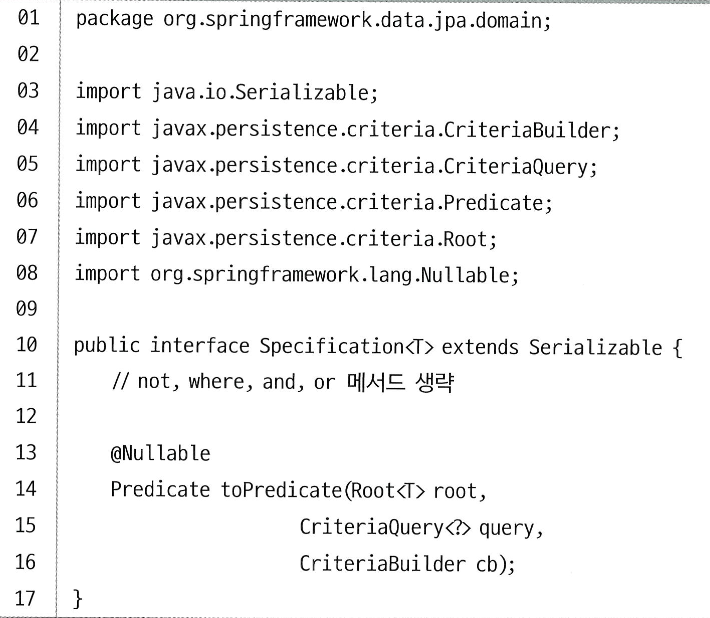 01 package org.springframework.data.jpa.domain;
02
03 import java.io.Serializable;
04 import javax.persistence.criteria.CriteriaBuilder;
05 import javax.persistence.criteria.CriteriaQuery;
06 import javax.persistence.criteria.Predicate;
07 import javax.persistence.criteria.Root;
08 import org.springframework.lang.Nullable;
09
10 public interface Specification<T> extends Serializable {
11 // not, where, and, or 메서드 생략
12
13 @Nullable
14 Predicate toPredicate(Root<T> root,
15 CriteriaQuery<?> query,
16 CriteriaBuilder cb);
17 }